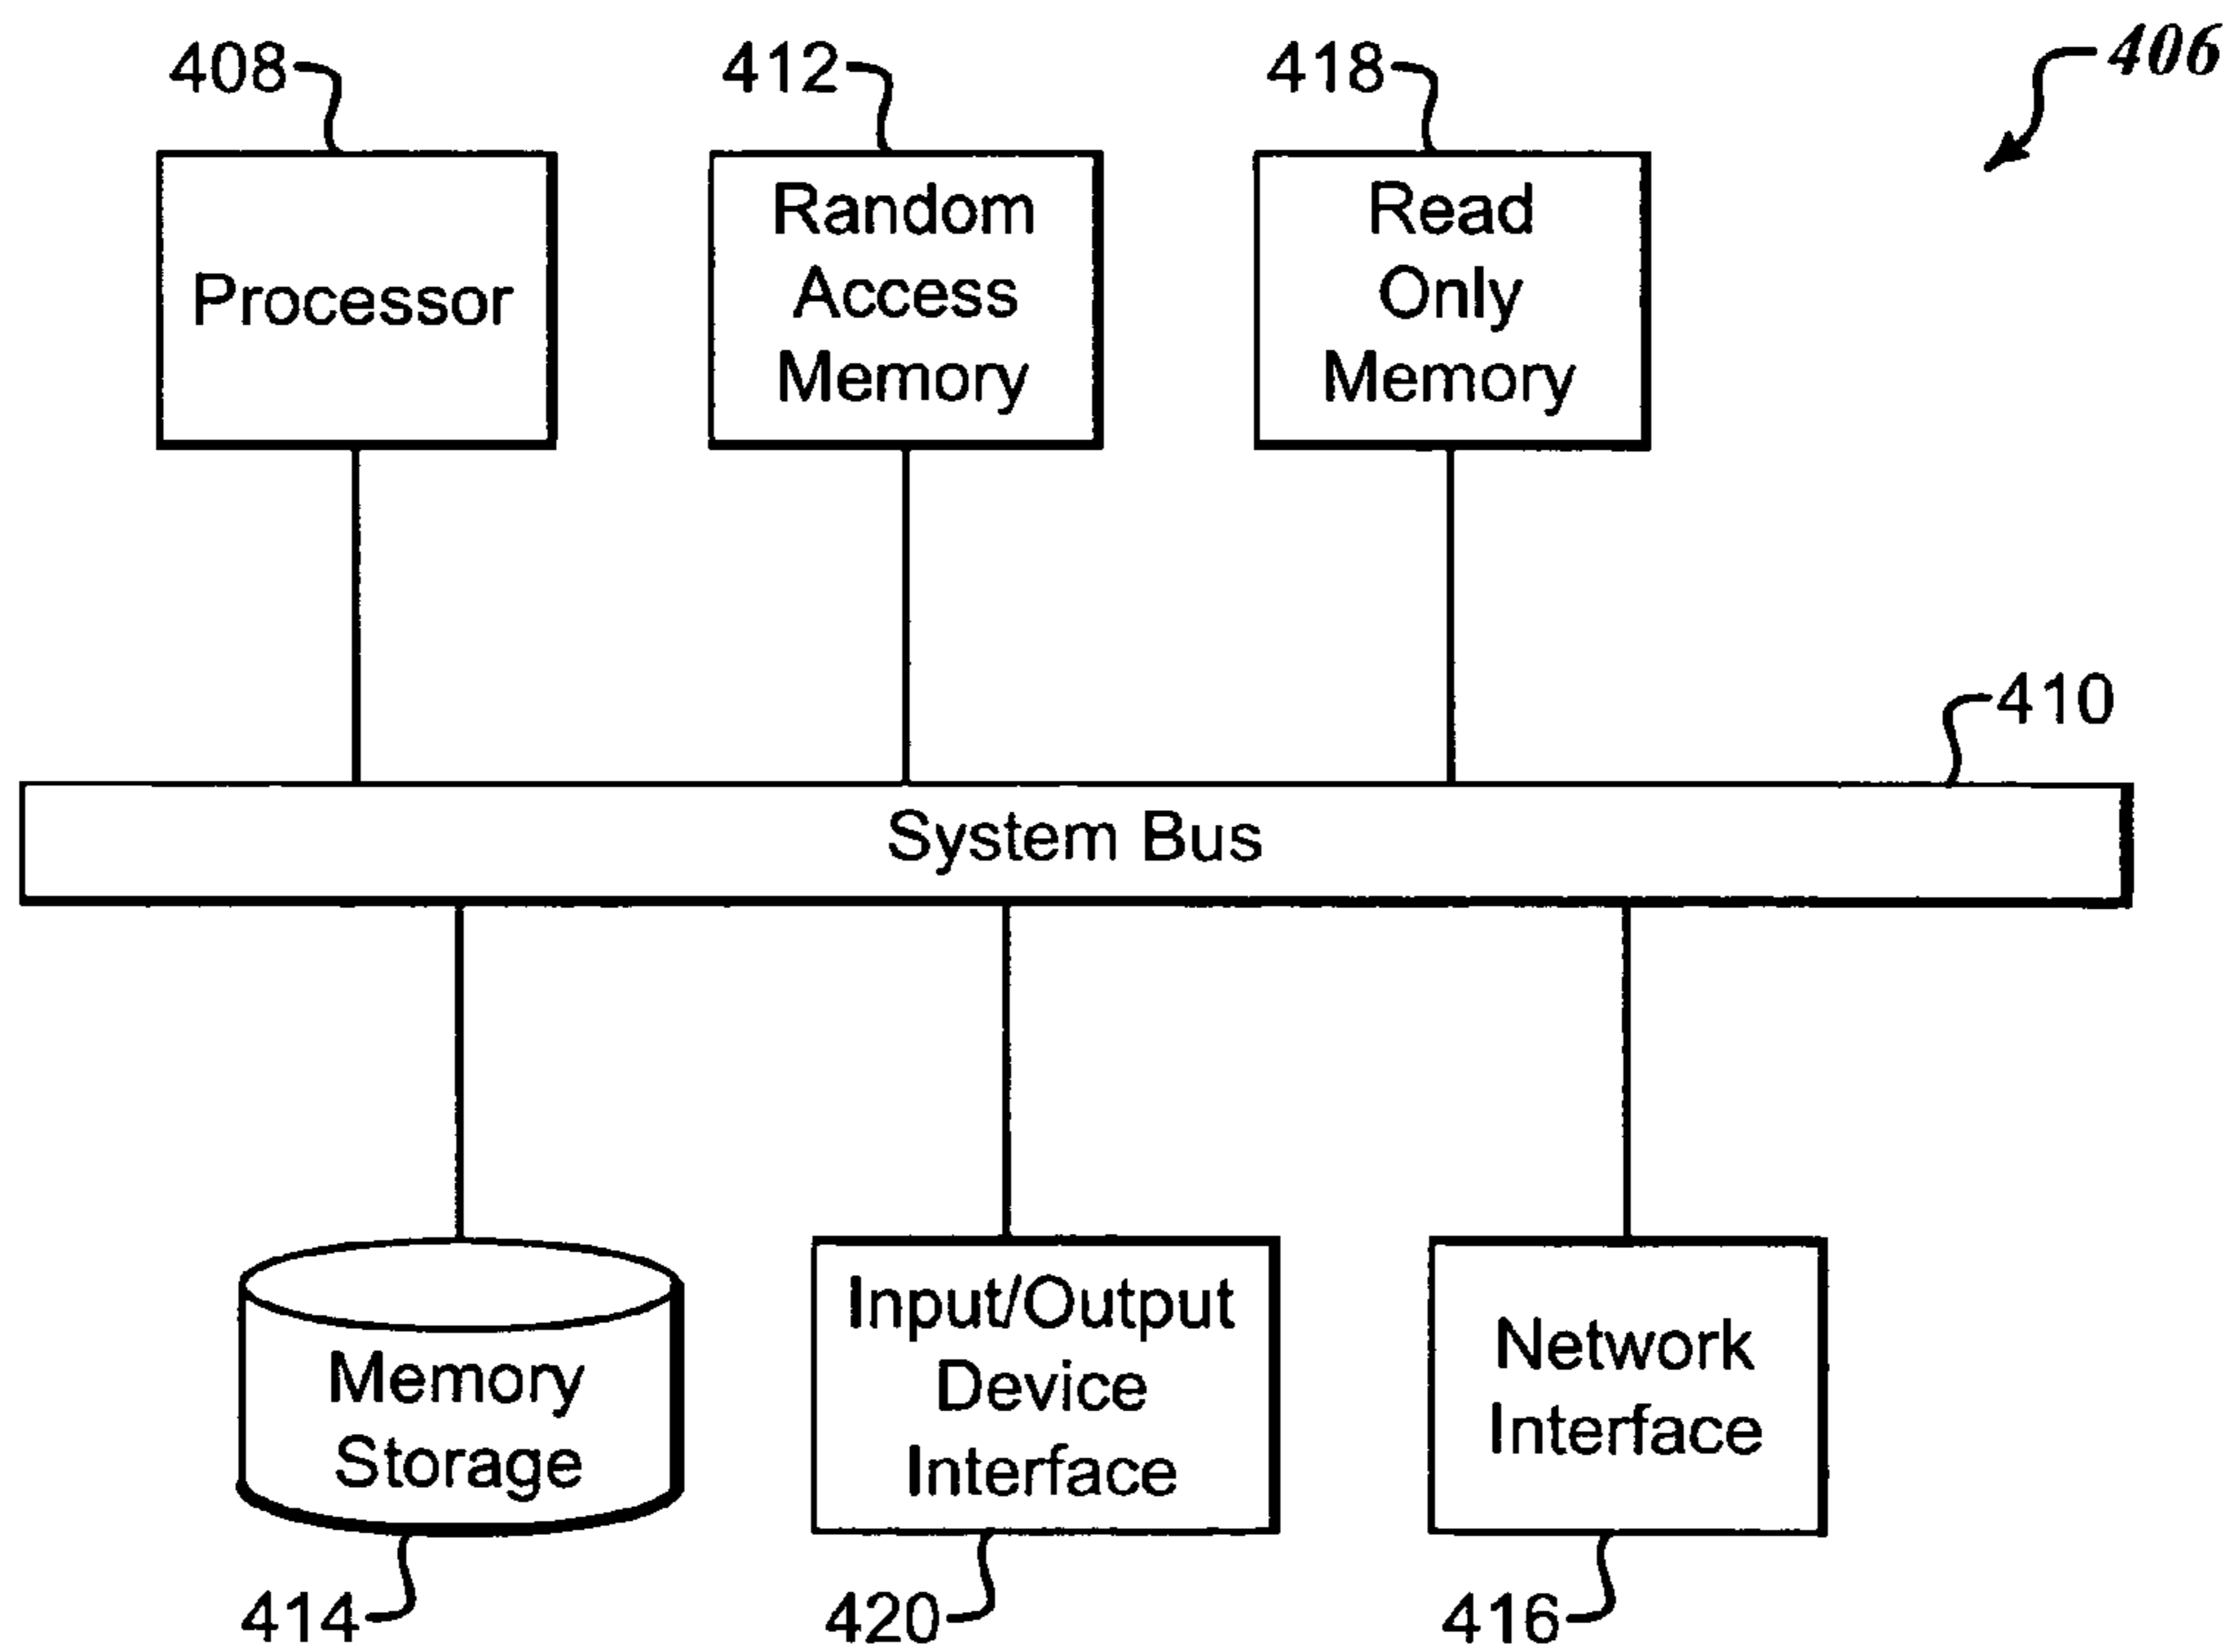 408
412
418
406
Processor
Random
Access
Memory
Read
Only
Memory
410
System Bus
Memory
Storage
Input/Output
Device
Interface
Network
Interface
414
420
416